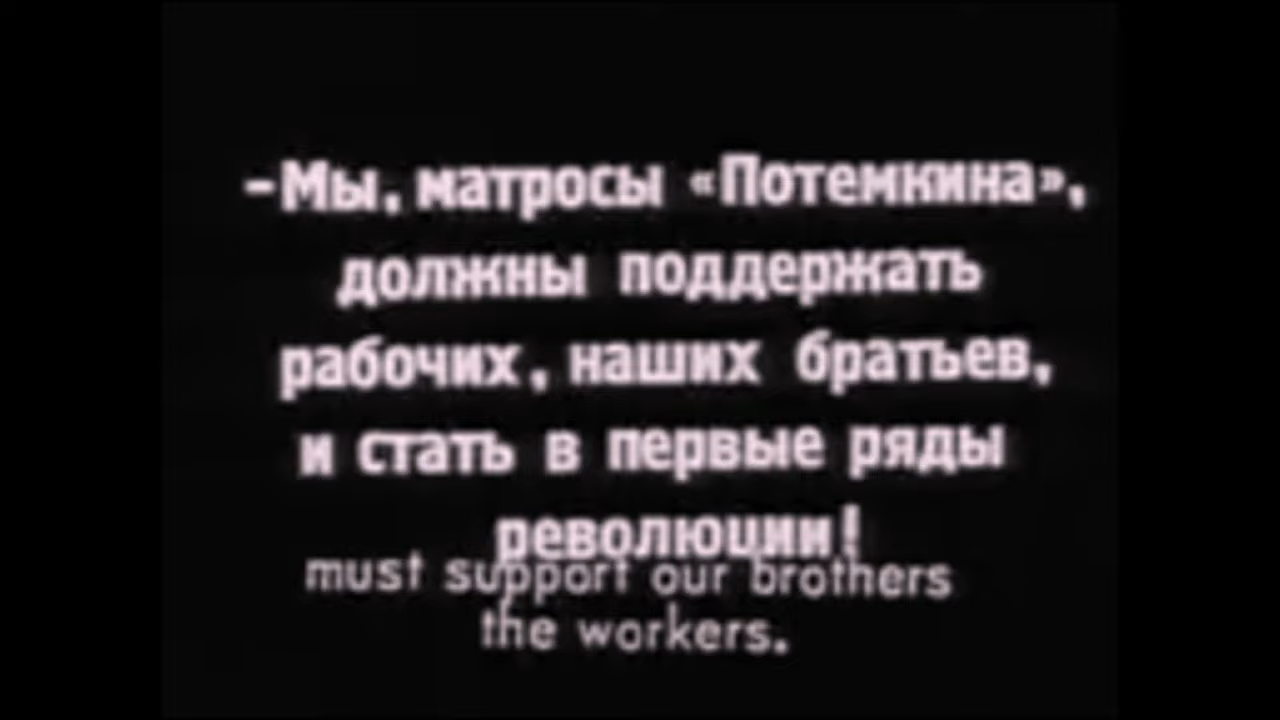 -Мы, матросы «Потемкина»,
должны поддержать
рабочих, наших братьев,
и стать в первые ряды
революции!
must support our brothers
the workers.